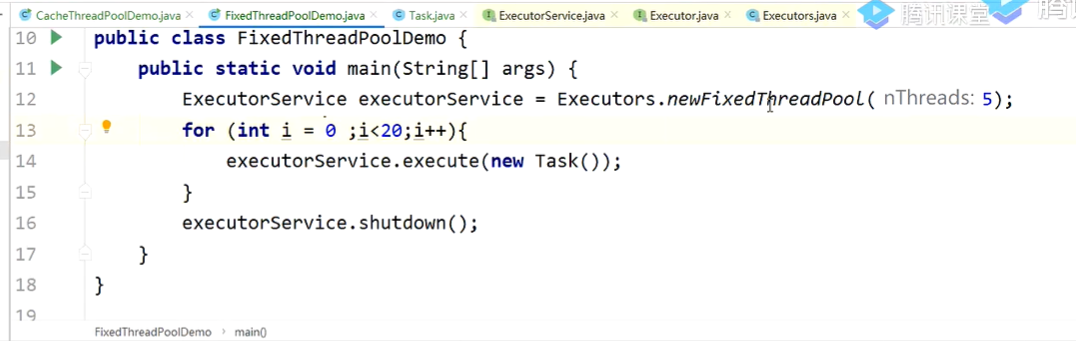 CacheThreadPoolDemo.java × FixedThreadPoolDemo.java × Task.java × ExecutorService.java × Executor.java × Executors.java × 腾讯课堂 腾
10 public class FixedThreadPoolDemo {
11 public static void main(String[] args) {
12 ExecutorService executorService = Executors.newFixedThreadPool( nThreads: 5);
13 for (int i = 0 ;i<20;i++){
14 executorService.execute(new Task());
15 }
16 executorService.shutdown();
17 }
18 }
19
FixedThreadPoolDemo › main()